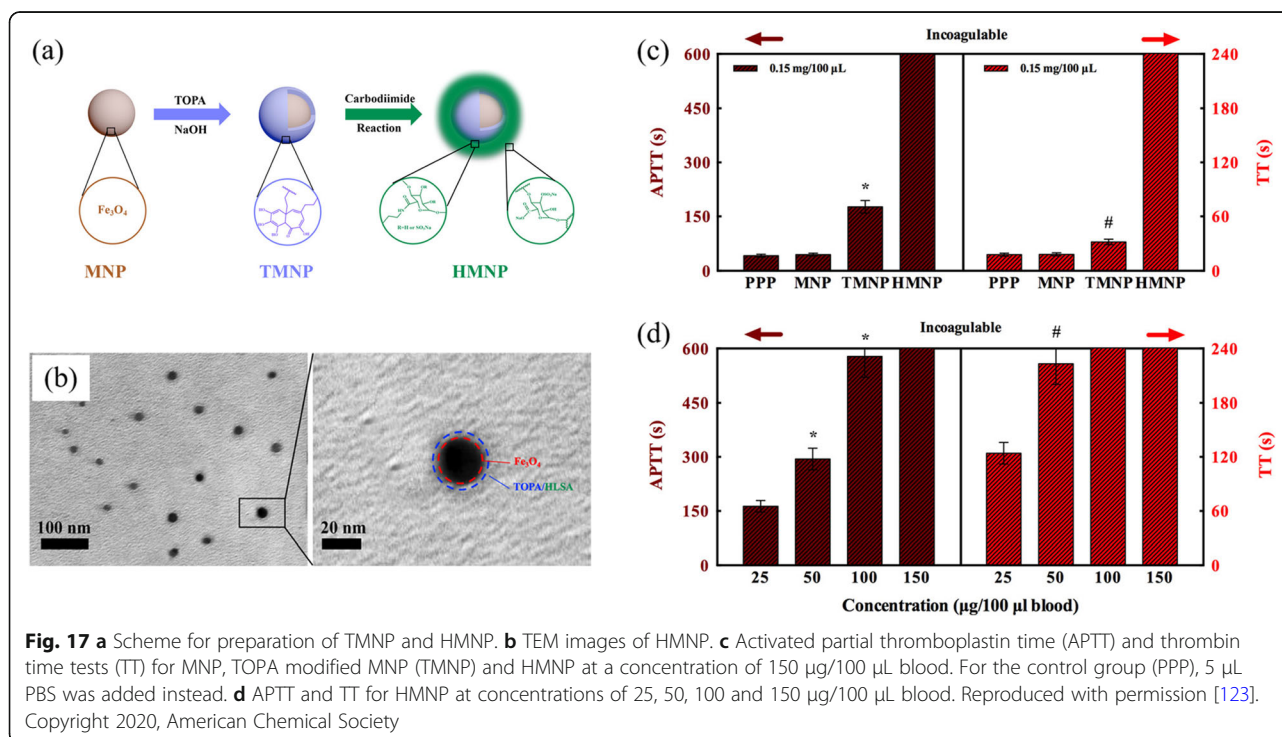 (a)
TOPA
NaOH
Carbodiimide
Reaction
Fe₃O₄
HO
HO
OH
OH
R=H or SO₃Na
MNP
TMNP
HMNP
(b)
100 nm
Fe₃O₄
TOPA/HLSA
20 nm
(c)
Incoagulable
0.15 mg/100 µL
0.15 mg/100 µL
APTT (s)
600
450
300
150
0
*
#
PPP MNP TMNP HMNP
PPP MNP TMNP HMNP
240
180
120
60
0
TT (s)
(d)
Incoagulable
APTT (s)
600
450
300
150
0
*
*
#
25 50 100 150
25 50 100 150
240
180
120
60
0
TT (s)
Concentration (µg/100 µl blood)
Fig. 17 a Scheme for preparation of TMNP and HMNP. b TEM images of HMNP. c Activated partial thromboplastin time (APTT) and thrombin
time tests (TT) for MNP, TOPA modified MNP (TMNP) and HMNP at a concentration of 150 µg/100 µL blood. For the control group (PPP), 5 µL
PBS was added instead. d APTT and TT for HMNP at concentrations of 25, 50, 100 and 150 µg/100 µL blood. Reproduced with permission [123].
Copyright 2020, American Chemical Society